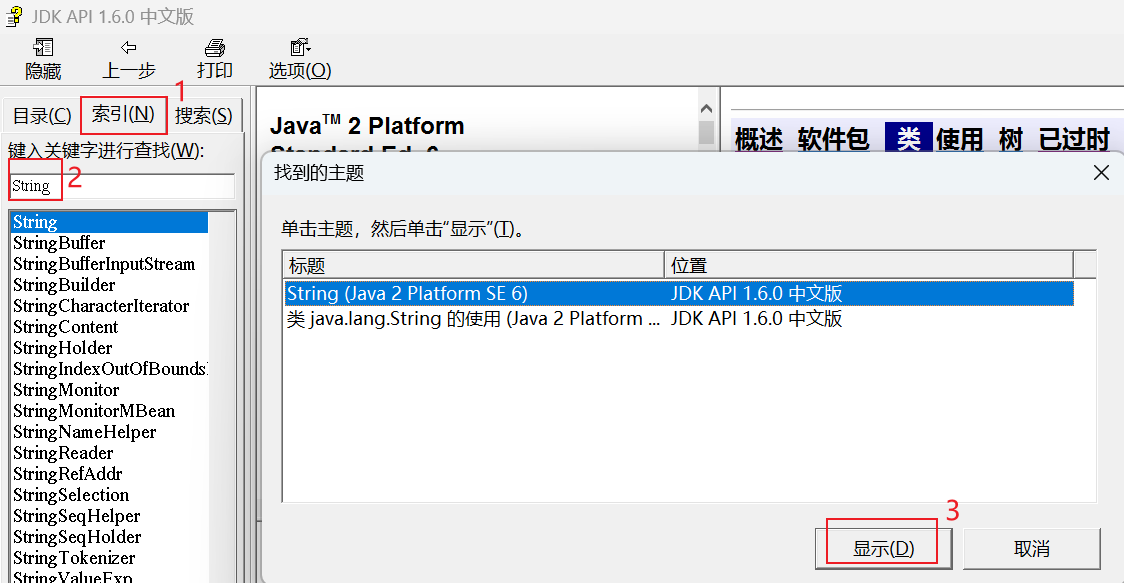 JDK API 1.6.0 中文版
隐藏 上一步 打印 选项(O)
1
目录(C) 索引(N) 搜索(S)
键入关键字进行查找(W):
String
2
String
StringBuffer
StringBufferInputStream
StringBuilder
StringCharacterIterator
StringContent
StringHolder
StringIndexOutOfBounds
StringMonitor
StringMonitorMBean
StringNameHelper
StringReader
StringRefAddr
StringSelection
StringSeqHelper
StringSeqHolder
StringTokenizer
StringValueExp
Java™ 2 Platform
Standard Ed. 6
概述 软件包 类 使用 树 已过时
找到的主题
单击主题，然后单击“显示”(T)。
标题 位置
String (Java 2 Platform SE 6) JDK API 1.6.0 中文版
类 java.lang.String 的使用 (Java 2 Platform ... JDK API 1.6.0 中文版
3
显示(D) 取消